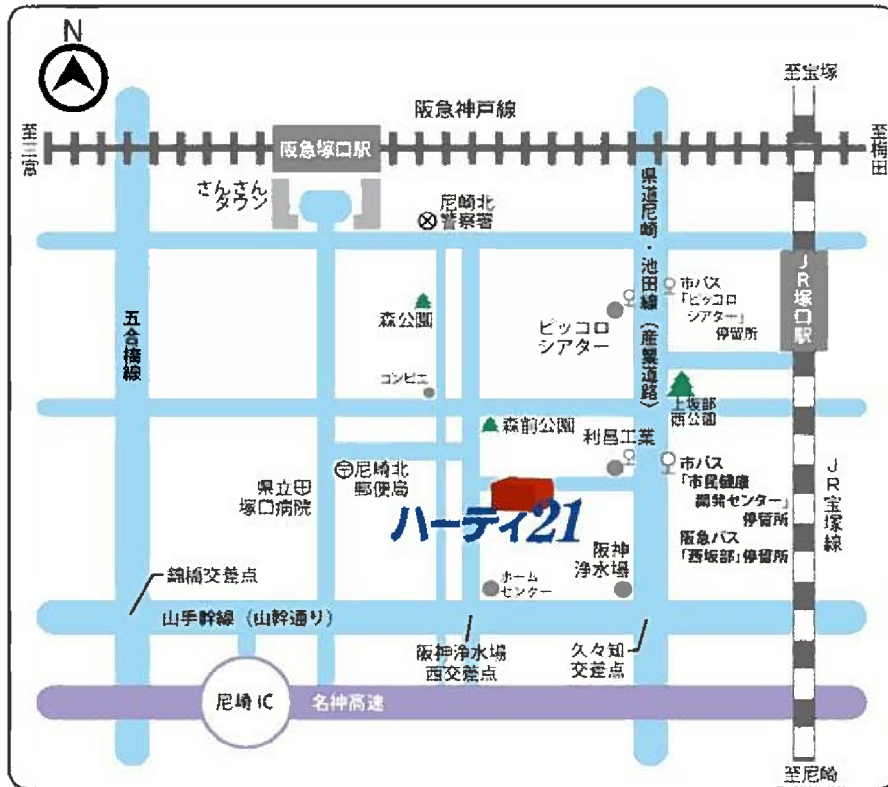 N
至宝塚
阪急神戸線
至三宮
阪急塚口駅
至梅田
さんさん
タウン
尼崎北
警察署
県道尼崎・池田線（産業道路）
市バス
「ピッコロ
シアター」
停留所
JR塚口駅
五合橋線
森公園
ピッコロ
シアター
コンビニ
上坂部
西公園
森前公園
利昌工業
尼崎北
郵便局
県立旧
塚口病院
市バス
「市民健康
開発センター」
停留所
JR宝塚線
ハーティ21
阪神
浄水場
阪急バス
「西坂部」停留所
錦橋交差点
ホーム
センター
山手幹線（山幹通り）
阪神浄水場
西交差点
久々知
交差点
尼崎IC
名神高速
至尼崎